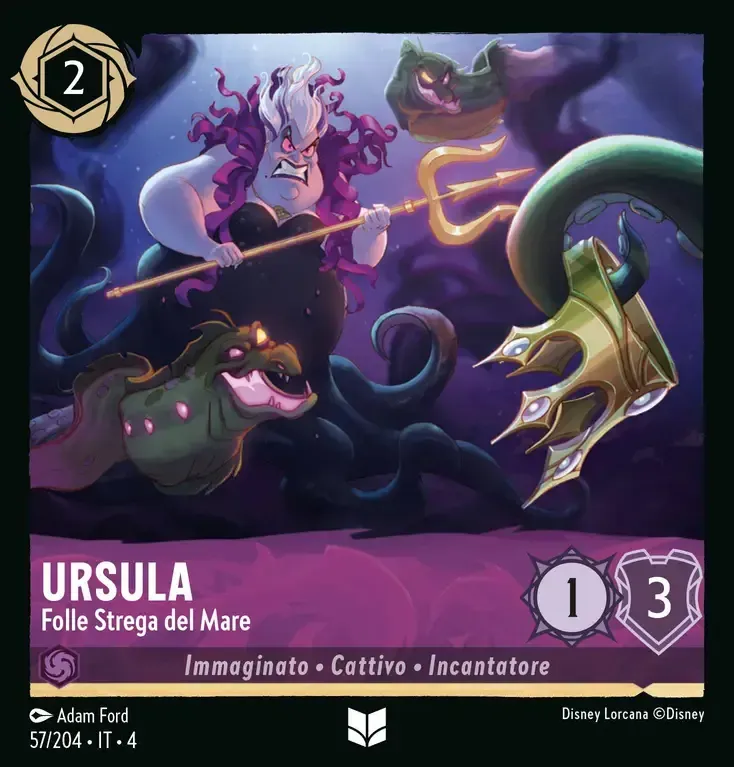 2
URSULA
Folle Strega del Mare
1
3
Immaginato • Cattivo • Incantatore
Adam Ford
Disney Lorcana ©Disney
57/204 • IT • 4